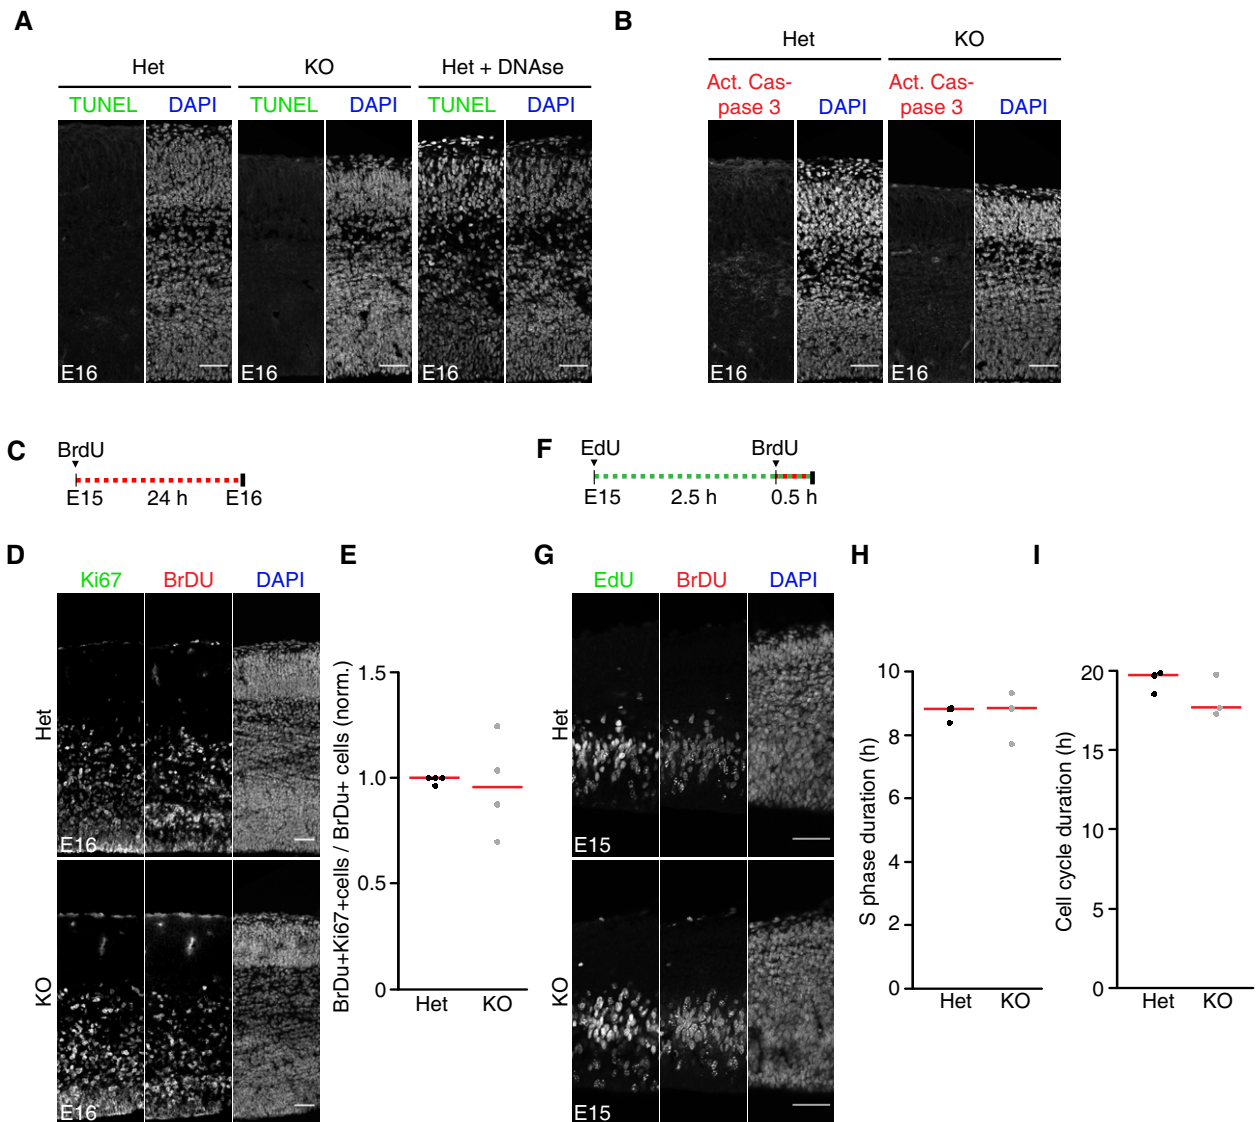 A
B
Het
KO
Het + DNAse
TUNEL DAPI
TUNEL DAPI
TUNEL DAPI
E16
E16
Het
KO
Act. Cas-
pase 3
DAPI
Act. Cas-
pase 3
DAPI
E16
E16
C
BrdU
E15 24 h E16
F
EdU BrdU
E15 2.5 h 0.5 h
D
Ki67 BrDU DAPI
Het
E16
KO
E16
E
BrDu+Ki67+cells / BrDu+ cells (norm.)
1.5
1.0
0.5
0
Het KO
G
EdU BrDU DAPI
Het
E15
KO
E15
H
S phase duration (h)
10
8
6
4
2
0
Het KO
I
Cell cycle duration (h)
20
15
10
5
0
Het KO